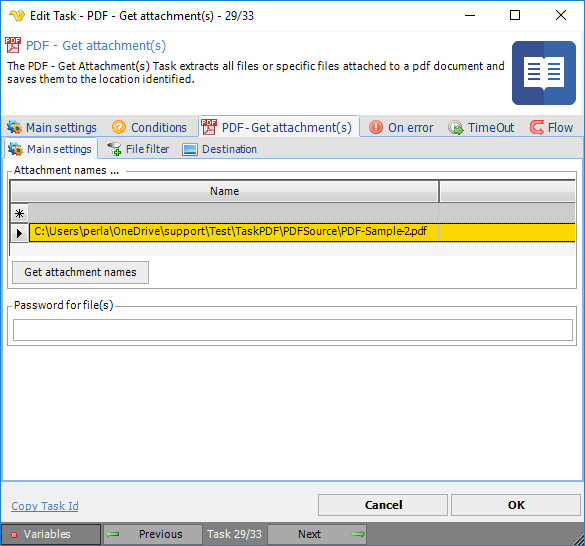 Edit Task - PDF - Get attachment(s) - 29/33
PDF - Get attachment(s)
The PDF - Get Attachment(s) Task extracts all files or specific files attached to a pdf document and
saves them to the location identified.
Main settings Conditions PDF - Get attachment(s) On error TimeOut Flow
Main settings File filter Destination
Attachment names ...
Name
C:\Users\perla\OneDrive\support\Test\TaskPDF\PDFSource\PDF-Sample-2.pdf
Get attachment names
Password for file(s)
Copy Task Id Cancel OK
Variables Previous Task 29/33 Next